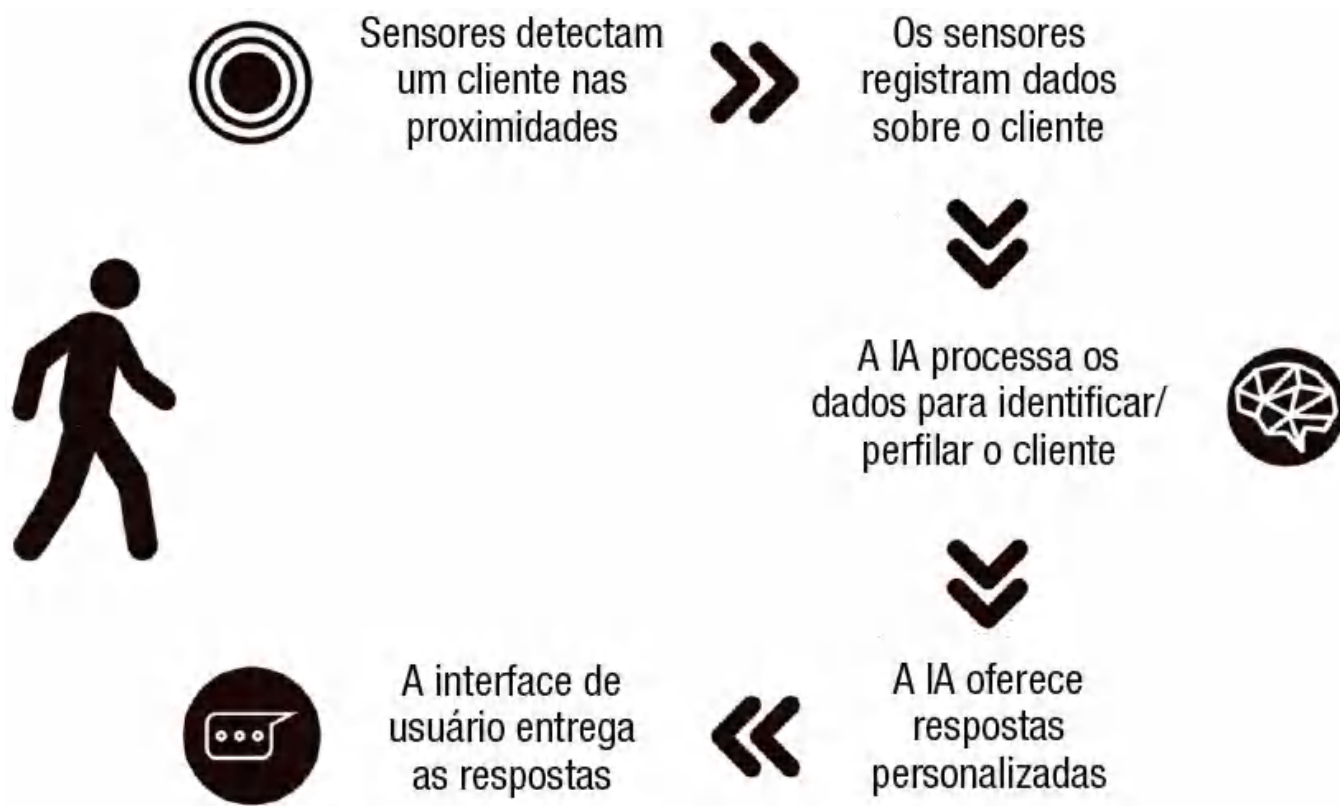 Sensores detectam
um cliente nas
proximidades
Os sensores
registram dados
sobre o cliente
A IA processa os
dados para identificar/
perfilar o cliente
A IA oferece
respostas
personalizadas
A interface de
usuário entrega
as respostas